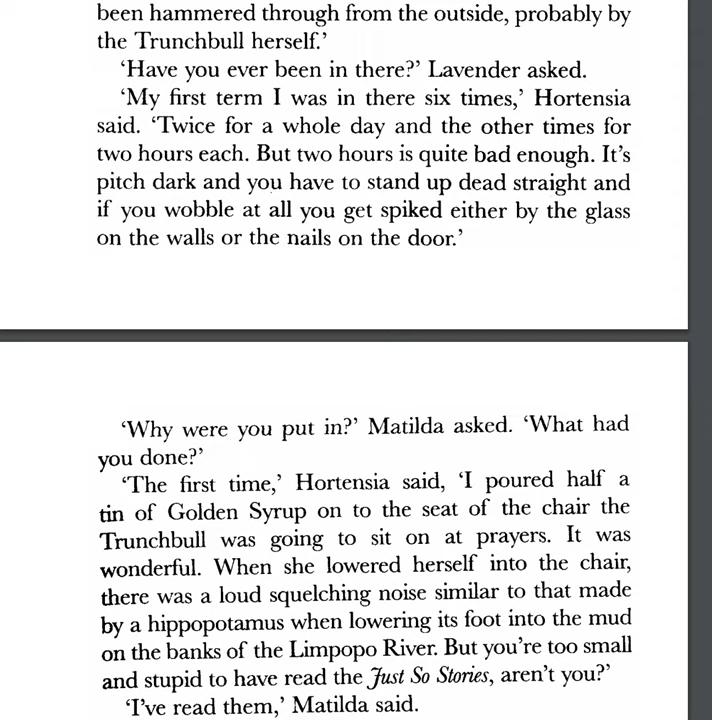 been hammered through from the outside, probably by
the Trunchbull herself.’
‘Have you ever been in there?’ Lavender asked.
‘My first term I was in there six times,’ Hortensia
said. ‘Twice for a whole day and the other times for
two hours each. But two hours is quite bad enough. It’s
pitch dark and you have to stand up dead straight and
if you wobble at all you get spiked either by the glass
on the walls or the nails on the door.’
‘Why were you put in?’ Matilda asked. ‘What had
you done?’
‘The first time,’ Hortensia said, ‘I poured half a
tin of Golden Syrup on to the seat of the chair the
Trunchbull was going to sit on at prayers. It was
wonderful. When she lowered herself into the chair,
there was a loud squelching noise similar to that made
by a hippopotamus when lowering its foot into the mud
on the banks of the Limpopo River. But you’re too small
and stupid to have read the Just So Stories, aren’t you?’
‘I’ve read them,’ Matilda said.